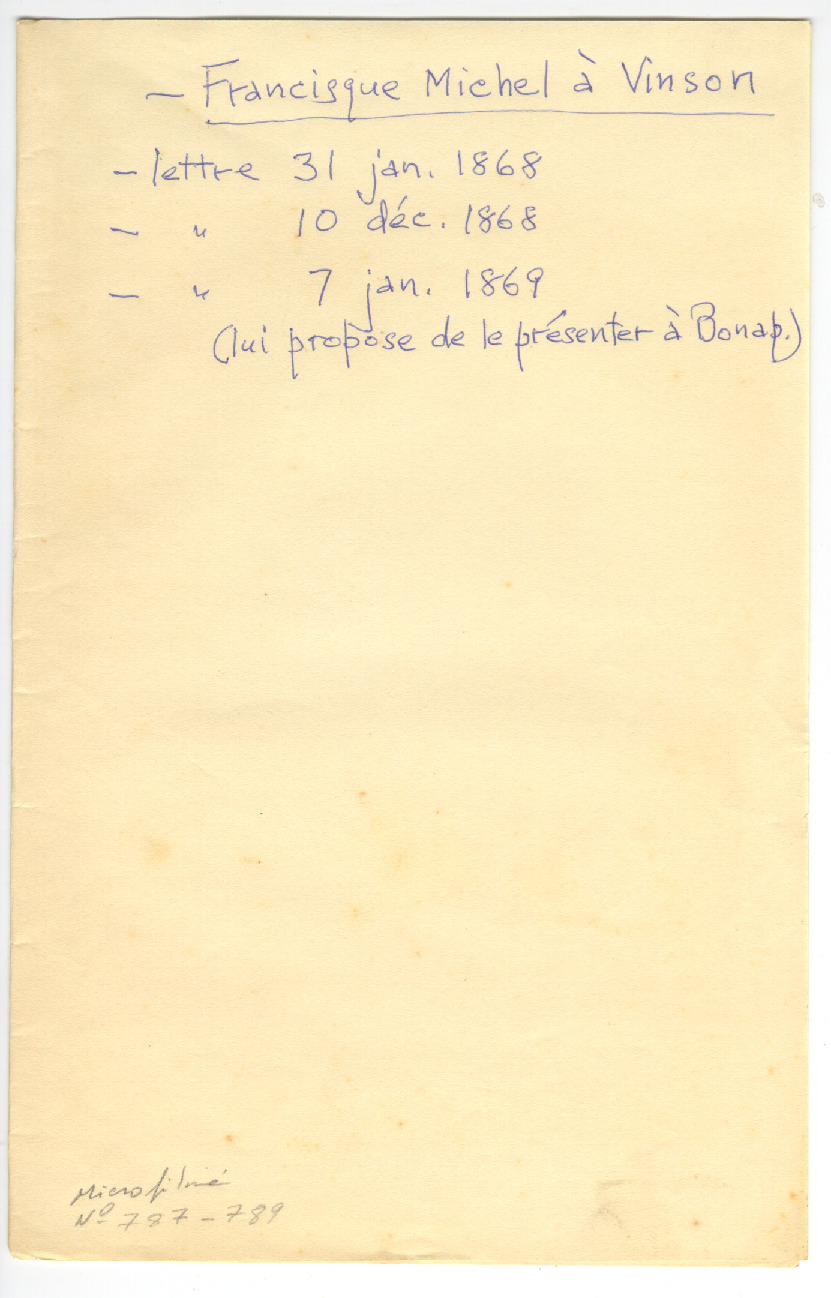 – Francisque Michel à Vinson
– lettre 31 jan. 1868
– " 10 déc. 1868
– " 7 jan. 1869
(lui propose de le présenter à Bonap.)
Microfilmé
Nº 787 – 789